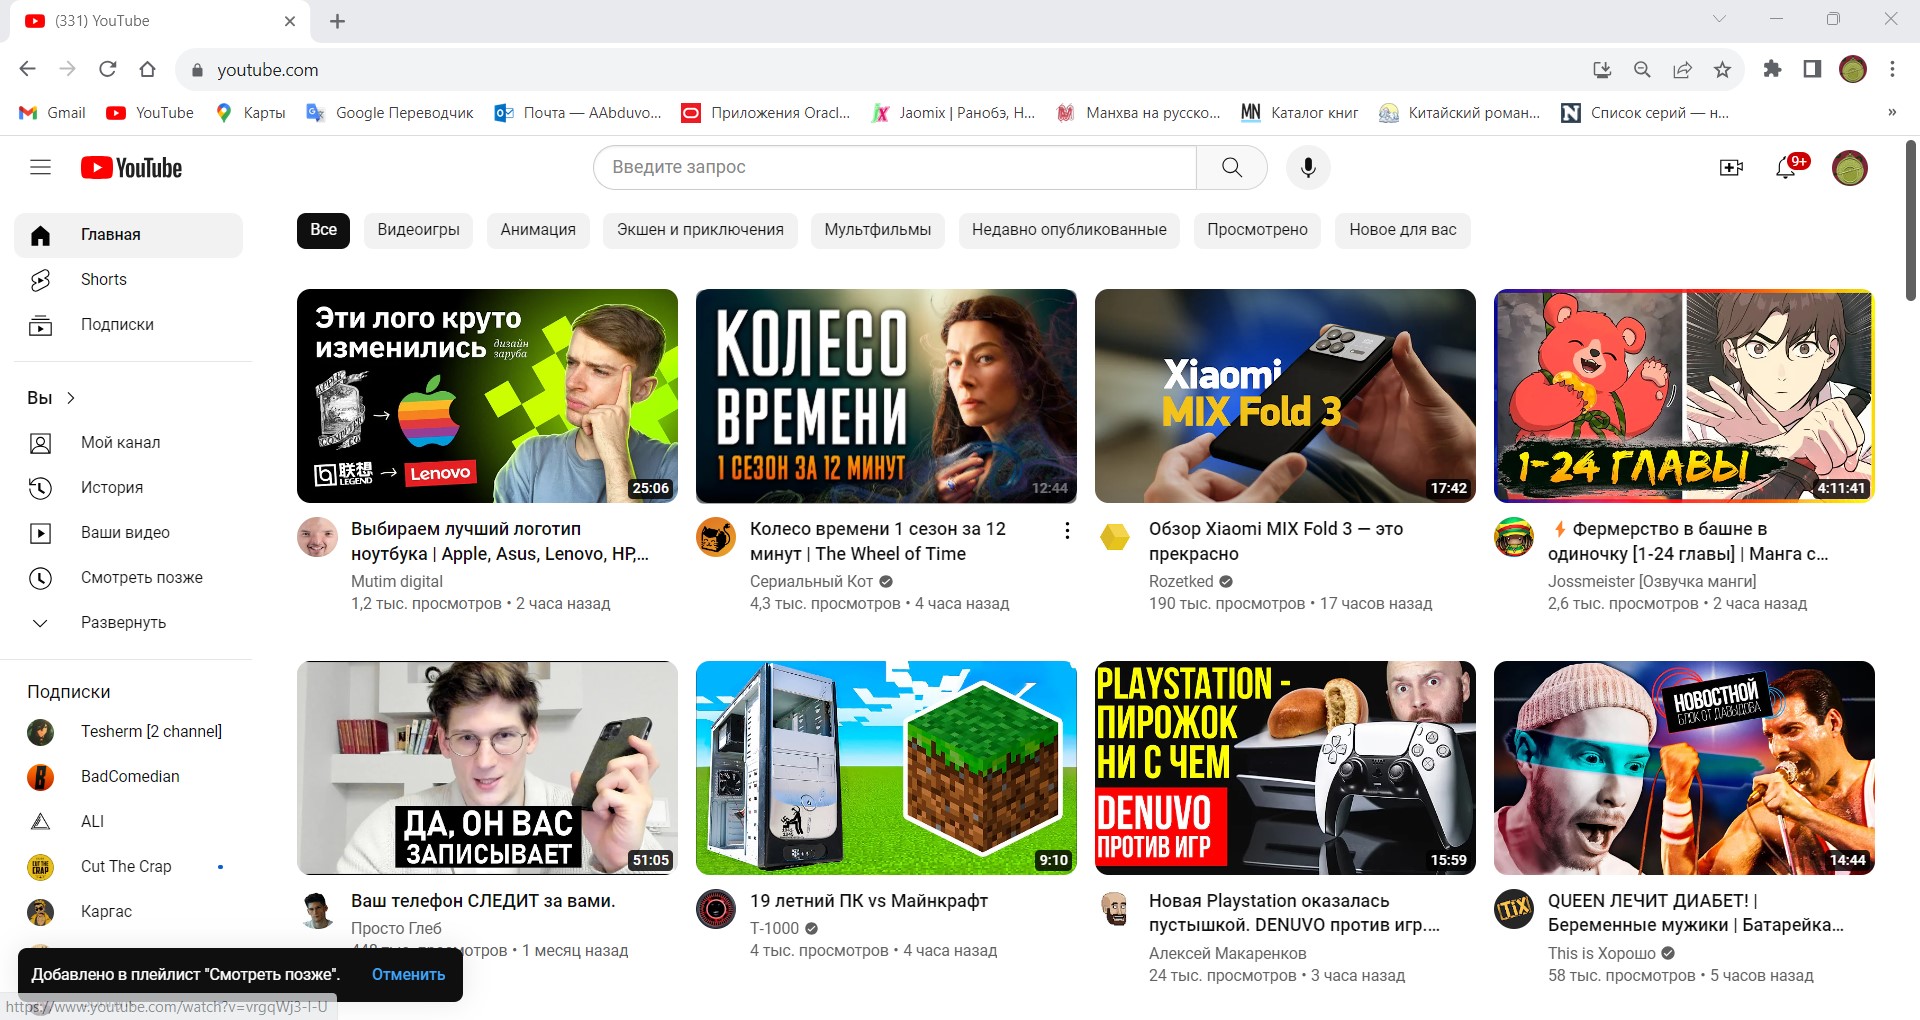 (331) YouTube
youtube.com
Gmail
YouTube
Карты
Google Переводчик
Почта — AAbduvo...
Приложения Oracl...
Jaomix | Ранобэ, Н...
Манхва на русско...
Каталог книг
Китайский роман...
Список серий — н...
YouTube
Введите запрос
9+
Главная
Shorts
Подписки
Вы
Мой канал
История
Ваши видео
Смотреть позже
Развернуть
Подписки
Tesherm [2 channel]
BadComedian
ALI
Cut The Crap
Каргас
Все
Видеоигры
Анимация
Экшен и приключения
Мультфильмы
Недавно опубликованные
Просмотрено
Новое для вас
Эти лого круто
изменились
дизайн
заруба
联想
LEGEND
Lenovo
25:06
Выбираем лучший логотип
ноутбука | Apple, Asus, Lenovo, HP,...
Mutim digital
1,2 тыс. просмотров • 2 часа назад
КОЛЕСО
ВРЕМЕНИ
1 СЕЗОН ЗА 12 МИНУТ
12:44
Колесо времени 1 сезон за 12
минут | The Wheel of Time
Сериальный Кот
4,3 тыс. просмотров • 4 часа назад
Xiaomi
MIX Fold 3
17:42
Обзор Xiaomi MIX Fold 3 — это
прекрасно
Rozetked
190 тыс. просмотров • 17 часов назад
1-24 ГЛАВЫ
4:11:41
Фермерство в башне в
одиночку [1-24 главы] | Манга с...
Jossmeister [Озвучка манги]
2,6 тыс. просмотров • 2 часа назад
ДА, ОН ВАС
ЗАПИСЫВАЕТ
51:05
Ваш телефон СЛЕДИТ за вами.
Просто Глеб
1 месяц назад
9:10
19 летний ПК vs Майнкрафт
T-1000
4 тыс. просмотров • 4 часа назад
PLAYSTATION -
ПИРОЖОК
НИ С ЧЕМ
DENUVO
ПРОТИВ ИГР
15:59
Новая Playstation оказалась
пустышкой. DENUVO против игр....
Алексей Макаренков
24 тыс. просмотров • 3 часа назад
НОВОСТНОЙ
БЛОК ОТ ДАВЫДОВА
14:44
QUEEN ЛЕЧИТ ДИАБЕТ! |
Беременные мужики | Батарейка...
This is Хорошо
58 тыс. просмотров • 5 часов назад
Добавлено в плейлист "Смотреть позже".
Отменить
https://www.youtube.com/watch?v=vrgqWj3-I-U